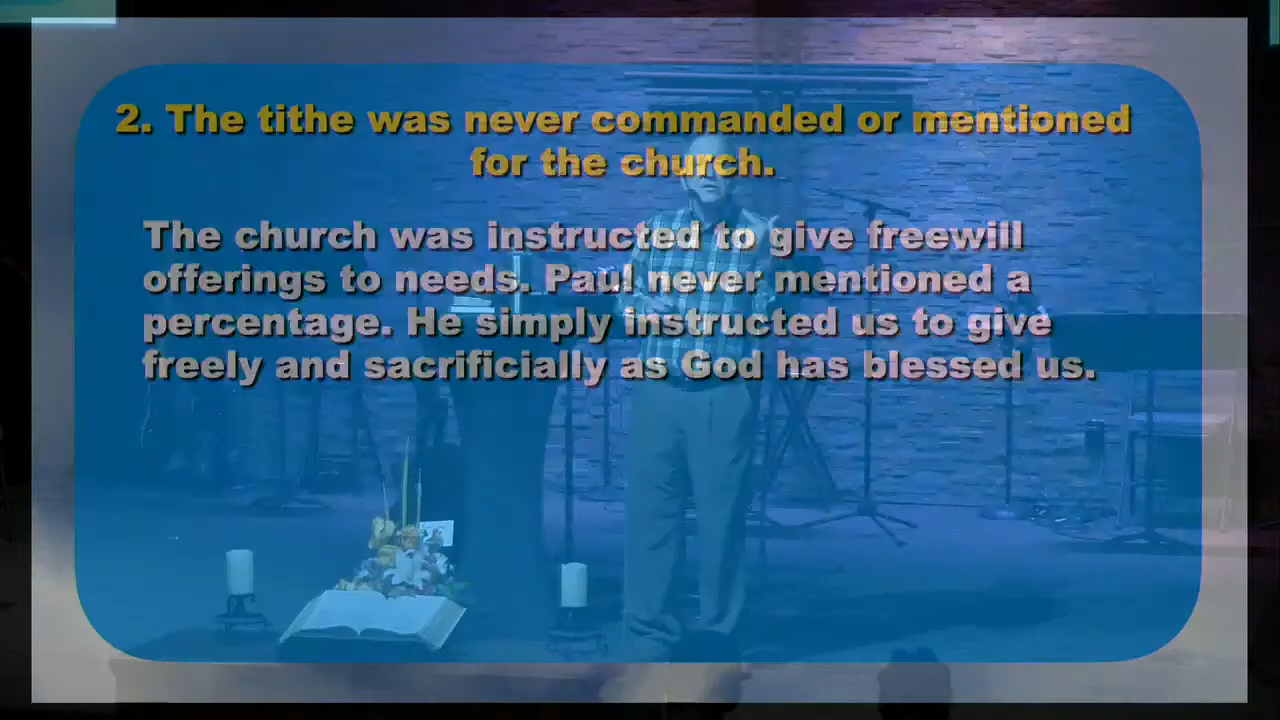 2. The tithe was never commanded or mentioned
for the church.
The church was instructed to give freewill
offerings to needs. Paul never mentioned a
percentage. He simply instructed us to give
freely and sacrificially as God has blessed us.